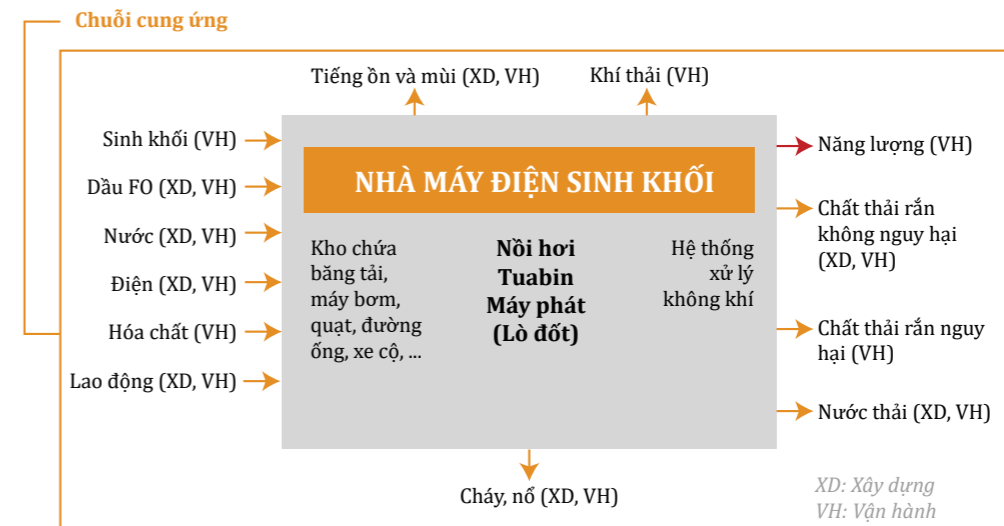 Chuỗi cung ứng
Tiếng ồn và mùi (XD, VH)
Khí thải (VH)
Sinh khối (VH)
Dầu FO (XD, VH)
Nước (XD, VH)
Điện (XD, VH)
Hóa chất (VH)
Lao động (XD, VH)
NHÀ MÁY ĐIỆN SINH KHỐI
Kho chứa
băng tải,
máy bơm,
quạt, đường
ống, xe cộ, ...
Nồi hơi
Tuabin
Máy phát
(Lò đốt)
Hệ thống
xử lý
không khí
Năng lượng (VH)
Chất thải rắn
không nguy hại
(XD, VH)
Chất thải rắn nguy
hại (VH)
Nước thải (XD, VH)
Cháy, nổ (XD, VH)
XD: Xây dựng
VH: Vận hành